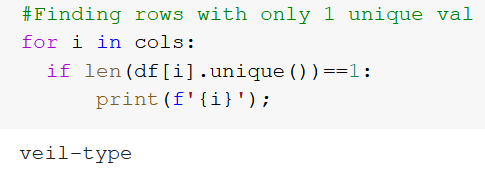 #Finding rows with only 1 unique val
for i in cols:
  if len(df[i].unique())==1:
      print(f'{i}');
veil-type